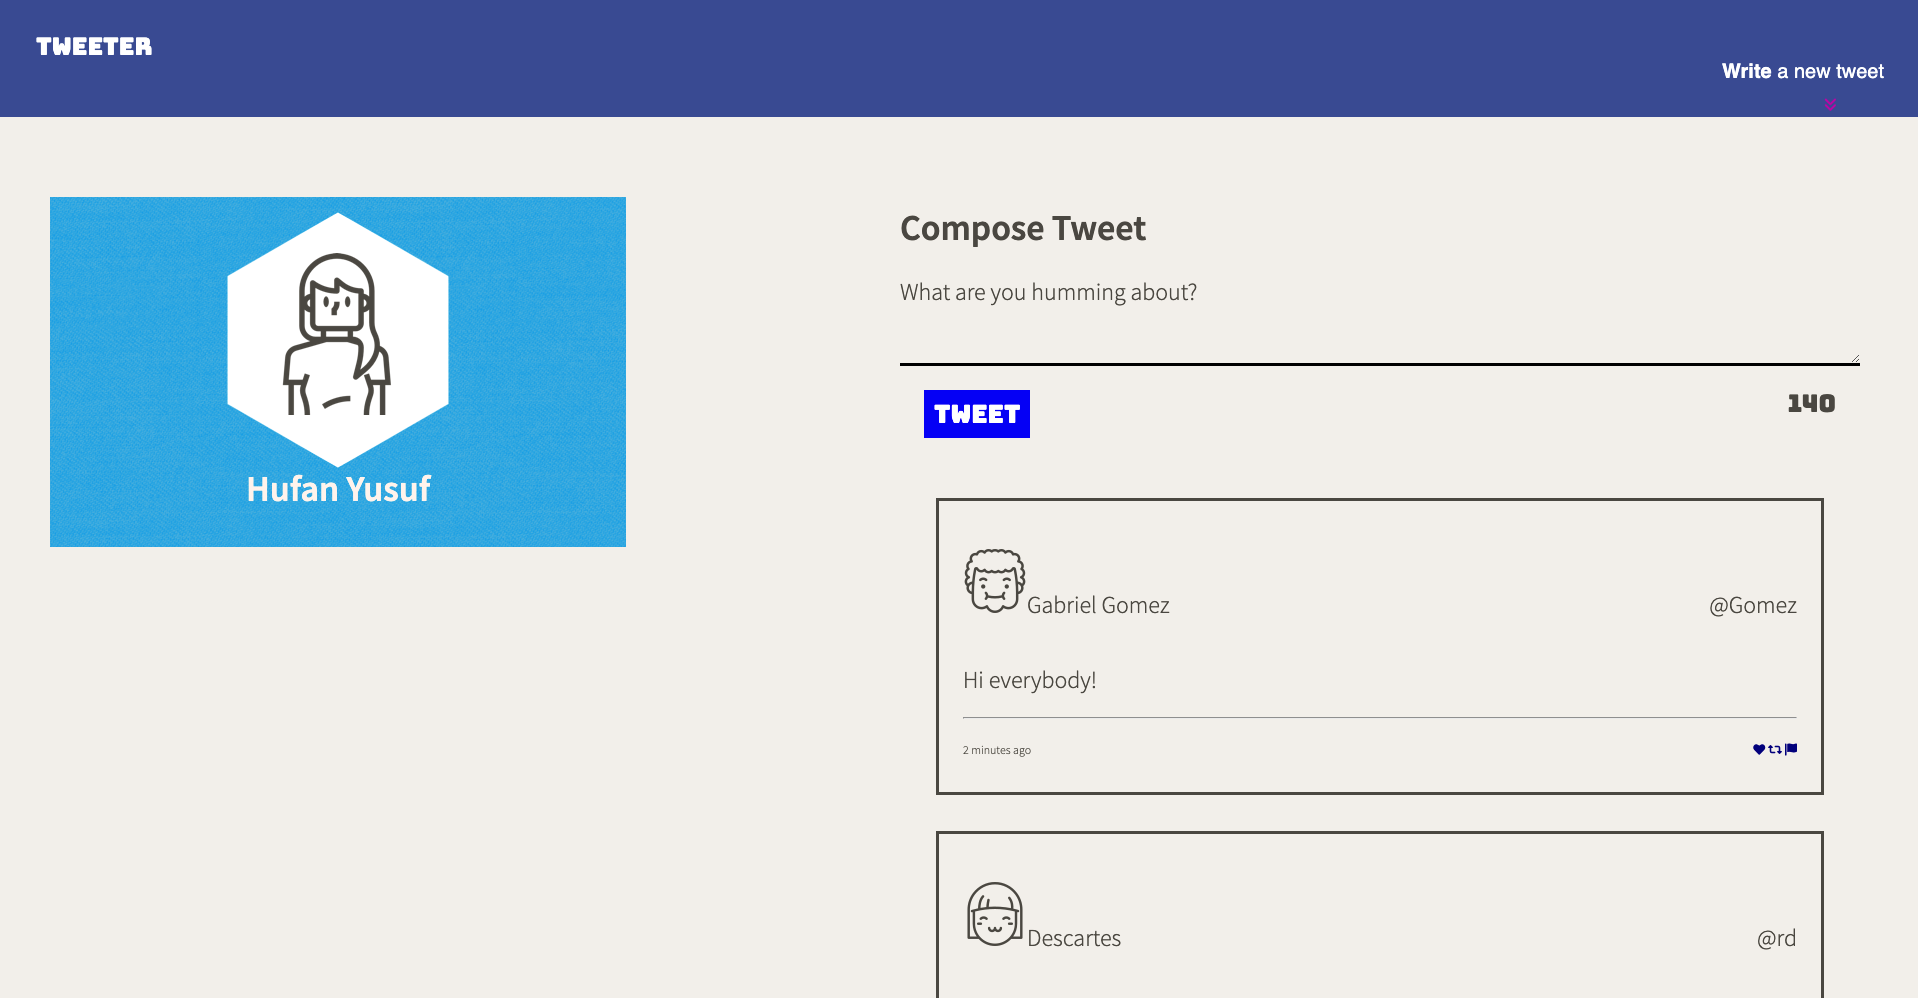 TWEETER
Write a new tweet
Hufan Yusuf
Compose Tweet
What are you humming about?
TWEET
140
Gabriel Gomez
@Gomez
Hi everybody!
2 minutes ago
Descartes
@rd